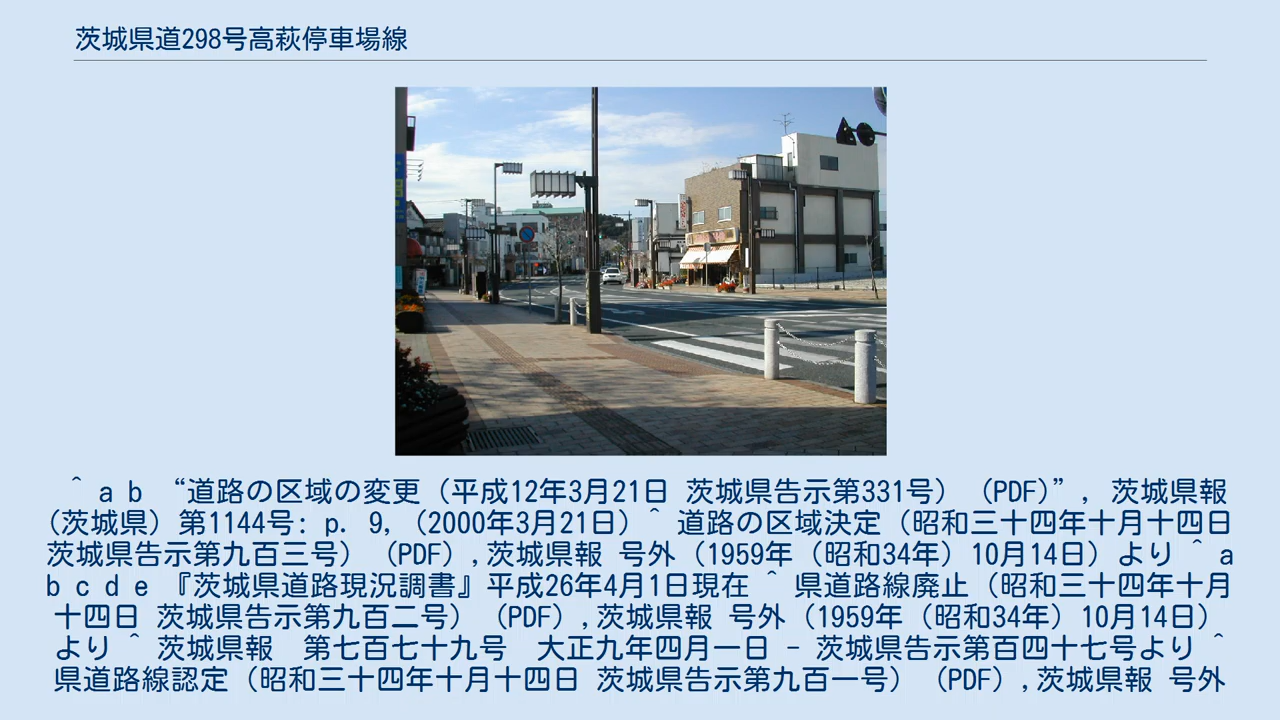 茨城県道298号高萩停車場線
^ a b “道路の区域の変更（平成12年3月21日 茨城県告示第331号）（PDF)”, 茨城県報
（茨城県）第1144号: p. 9, （2000年3月21日）^ 道路の区域決定（昭和三十四年十月十四日
茨城県告示第九百三号）（PDF）,茨城県報 号外（1959年（昭和34年）10月14日）より ^ a
b c d e 『茨城県道路現況調書』平成26年4月1日現在 ^ 県道路線廃止（昭和三十四年十月
十四日 茨城県告示第九百二号）（PDF）,茨城県報 号外（1959年（昭和34年）10月14日）
より ^ 茨城県報　第七百七十九号　大正九年四月一日 – 茨城県告示第百四十七号より ^
県道路線認定（昭和三十四年十月十四日 茨城県告示第九百一号）（PDF）,茨城県報 号外